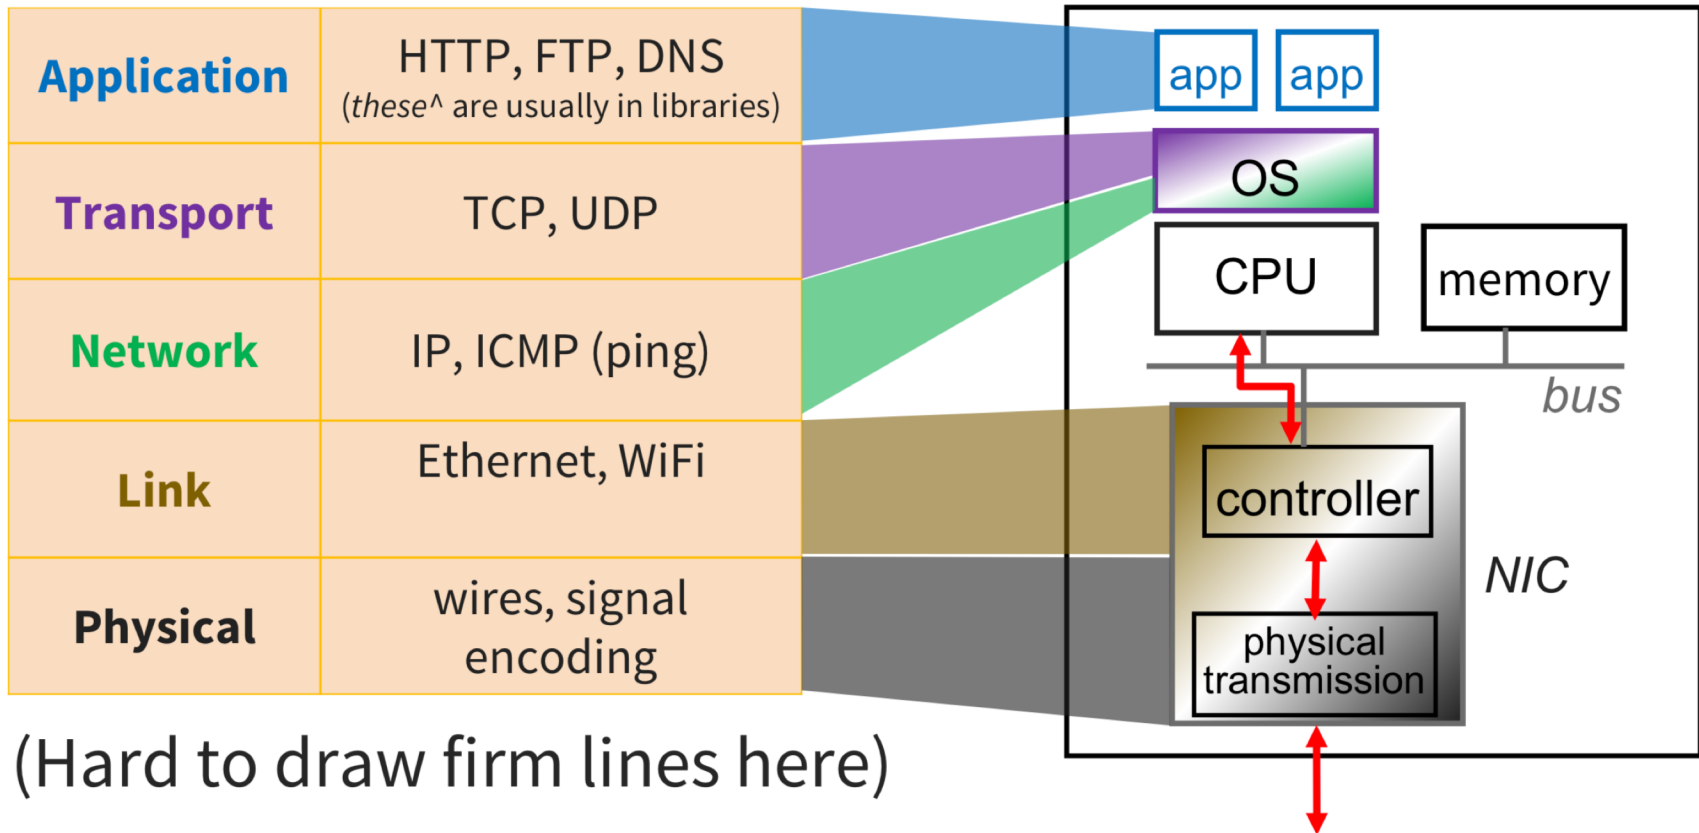 Application
HTTP, FTP, DNS
(these^ are usually in libraries)
Transport
TCP, UDP
Network
IP, ICMP (ping)
Link
Ethernet, WiFi
Physical
wires, signal
encoding
(Hard to draw firm lines here)
app
app
OS
CPU
memory
bus
controller
NIC
physical
transmission